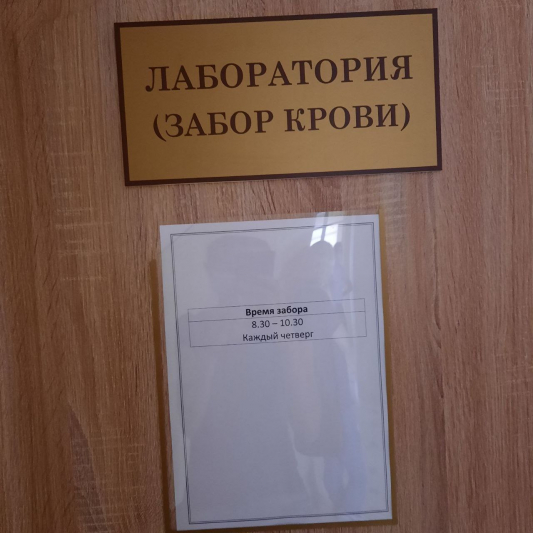 ЛАБОРАТОРИЯ
(ЗАБОР КРОВИ)
Время забора
8.30 – 10.30
Каждый четверг